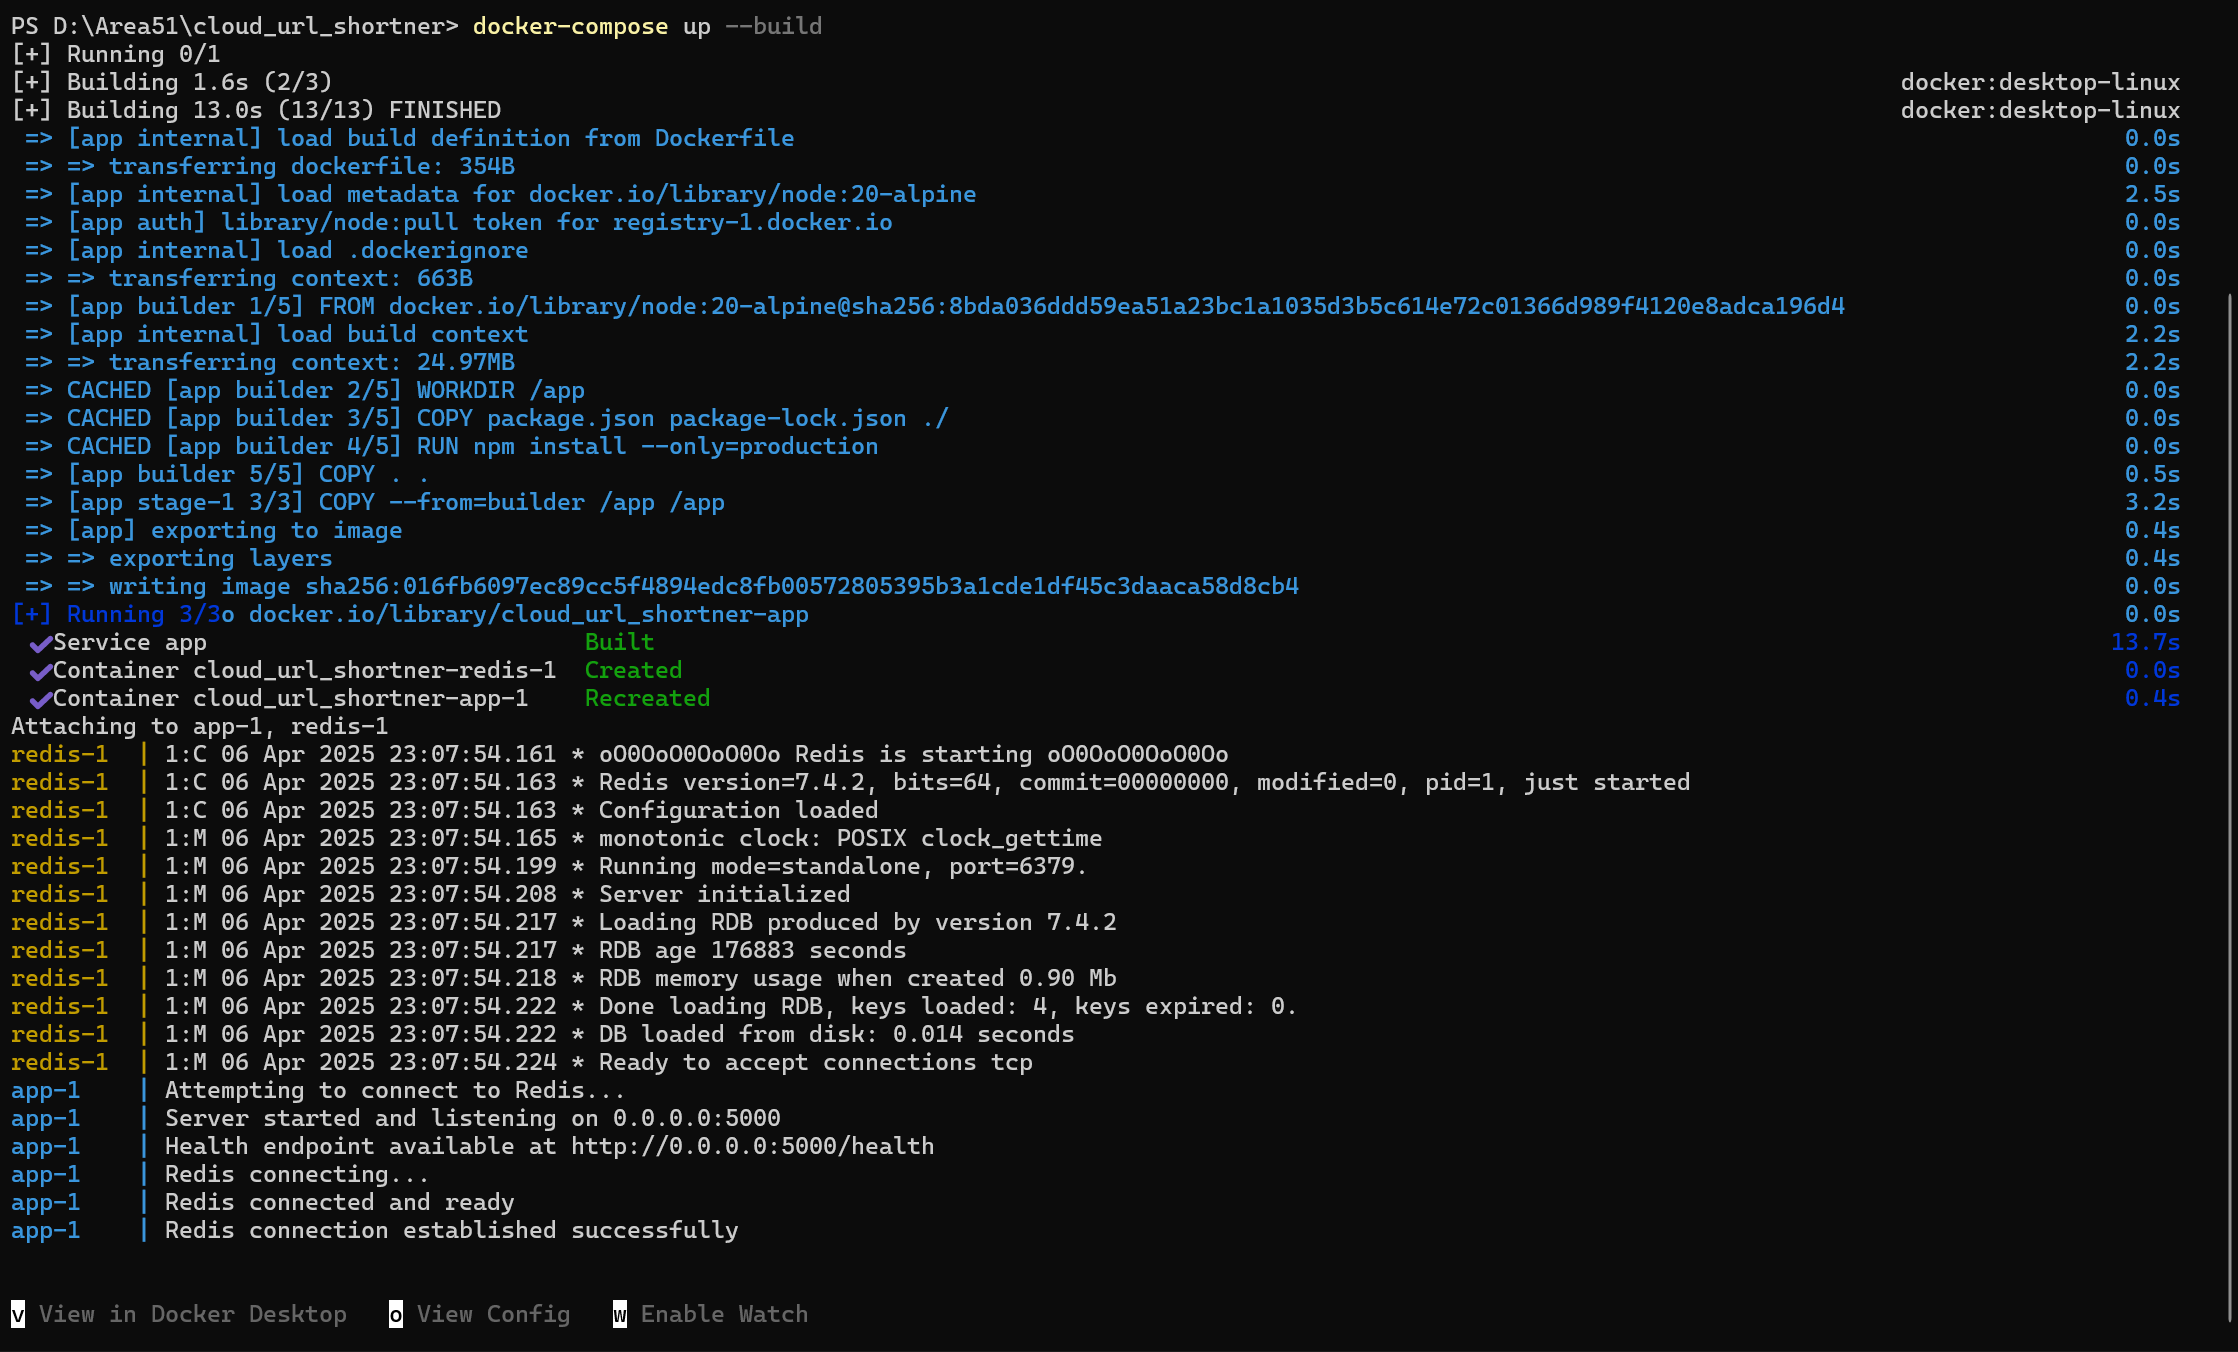 PS D:\Area51\cloud_url_shortner> docker-compose up --build
[+] Running 0/1
[+] Building 1.6s (2/3) docker:desktop-linux
[+] Building 13.0s (13/13) FINISHED docker:desktop-linux
=> [app internal] load build definition from Dockerfile 0.0s
=> => transferring dockerfile: 354B 0.0s
=> [app internal] load metadata for docker.io/library/node:20-alpine 2.5s
=> [app auth] library/node:pull token for registry-1.docker.io 0.0s
=> [app internal] load .dockerignore 0.0s
=> => transferring context: 663B 0.0s
=> [app builder 1/5] FROM docker.io/library/node:20-alpine@sha256:8bda036ddd59ea51a23bc1a1035d3b5c614e72c01366d989f4120e8adca196d4 0.0s
=> [app internal] load build context 2.2s
=> => transferring context: 24.97MB 2.2s
=> CACHED [app builder 2/5] WORKDIR /app 0.0s
=> CACHED [app builder 3/5] COPY package.json package-lock.json ./ 0.0s
=> CACHED [app builder 4/5] RUN npm install --only=production 0.0s
=> [app builder 5/5] COPY . . 0.5s
=> [app stage-1 3/3] COPY --from=builder /app /app 3.2s
=> [app] exporting to image 0.4s
=> => exporting layers 0.4s
=> => writing image sha256:016fb6097ec89cc5f4894edc8fb00572805395b3a1cde1df45c3daaca58d8cb4 0.0s
[+] Running 3/3o docker.io/library/cloud_url_shortner-app 0.0s
✔Service app Built 13.7s
✔Container cloud_url_shortner-redis-1 Created 0.0s
✔Container cloud_url_shortner-app-1 Recreated 0.4s
Attaching to app-1, redis-1
redis-1 | 1:C 06 Apr 2025 23:07:54.161 * oO0OoO0OoO0Oo Redis is starting oO0OoO0OoO0Oo
redis-1 | 1:C 06 Apr 2025 23:07:54.163 * Redis version=7.4.2, bits=64, commit=00000000, modified=0, pid=1, just started
redis-1 | 1:C 06 Apr 2025 23:07:54.163 * Configuration loaded
redis-1 | 1:M 06 Apr 2025 23:07:54.165 * monotonic clock: POSIX clock_gettime
redis-1 | 1:M 06 Apr 2025 23:07:54.199 * Running mode=standalone, port=6379.
redis-1 | 1:M 06 Apr 2025 23:07:54.208 * Server initialized
redis-1 | 1:M 06 Apr 2025 23:07:54.217 * Loading RDB produced by version 7.4.2
redis-1 | 1:M 06 Apr 2025 23:07:54.217 * RDB age 176883 seconds
redis-1 | 1:M 06 Apr 2025 23:07:54.218 * RDB memory usage when created 0.90 Mb
redis-1 | 1:M 06 Apr 2025 23:07:54.222 * Done loading RDB, keys loaded: 4, keys expired: 0.
redis-1 | 1:M 06 Apr 2025 23:07:54.222 * DB loaded from disk: 0.014 seconds
redis-1 | 1:M 06 Apr 2025 23:07:54.224 * Ready to accept connections tcp
app-1 | Attempting to connect to Redis...
app-1 | Server started and listening on 0.0.0.0:5000
app-1 | Health endpoint available at http://0.0.0.0:5000/health
app-1 | Redis connecting...
app-1 | Redis connected and ready
app-1 | Redis connection established successfully
v View in Docker Desktop o View Config w Enable Watch